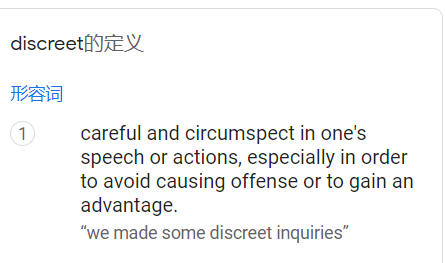 discreet的定义
形容词
1
careful and circumspect in one's
speech or actions, especially in order
to avoid causing offense or to gain an
advantage.
“we made some discreet inquiries”